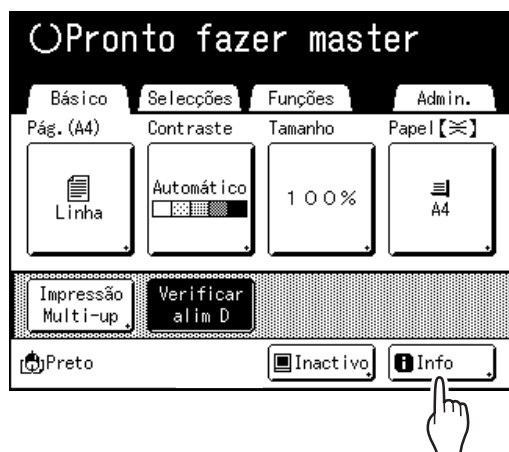 Pronto fazer master
Básico Selecções Funções Admin.
Pág.(A4) Contraste Tamanho Papel【】
Linha
Automático
100%
A4
Impressão Multi-up
Verificar alim D
Preto Inactivo Info